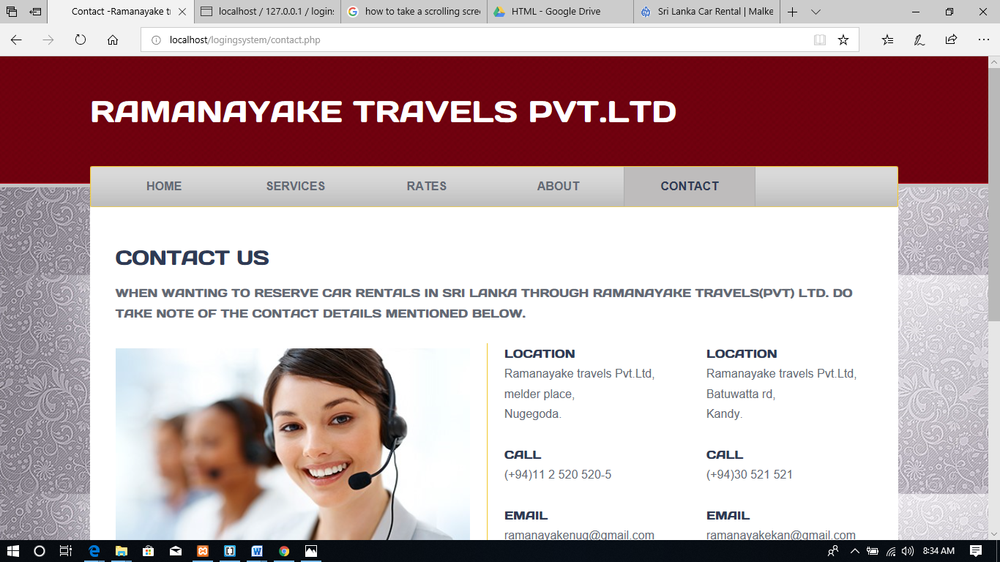 Contact -Ramanayake tr
localhost / 127.0.0.1 / logins
how to take a scrolling scree
HTML - Google Drive
Sri Lanka Car Rental | Malke
localhost/logingsystem/contact.php
RAMANAYAKE TRAVELS PVT.LTD
HOME SERVICES RATES ABOUT CONTACT
CONTACT US
WHEN WANTING TO RESERVE CAR RENTALS IN SRI LANKA THROUGH RAMANAYAKE TRAVELS(PVT) LTD. DO
TAKE NOTE OF THE CONTACT DETAILS MENTIONED BELOW.
LOCATION
Ramanayake travels Pvt.Ltd,
melder place,
Nugegoda.
CALL
(+94)11 2 520 520-5
EMAIL
ramanayakenug@gmail.com
LOCATION
Ramanayake travels Pvt.Ltd,
Batuwatta rd,
Kandy.
CALL
(+94)30 521 521
EMAIL
ramanayakekan@gmail.com
8:34 AM